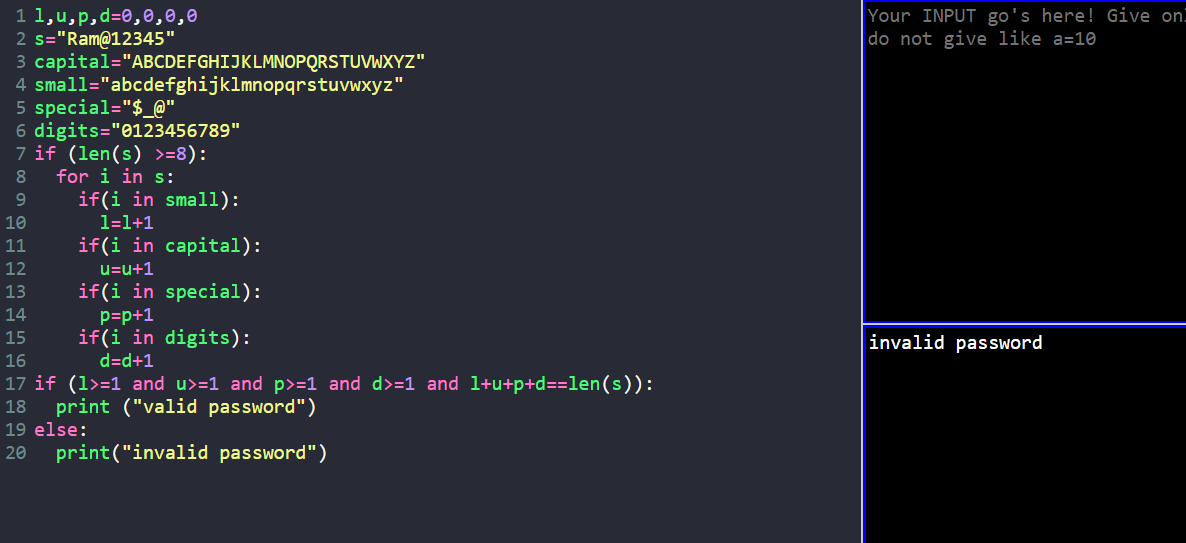 1 l,u,p,d=0,0,0,0
2 s="Ram@12345"
3 capital="ABCDEFGHIJKLMNOPQRSTUVWXYZ"
4 small="abcdefghijklmnopqrstuvwxyz"
5 special="$_@"
6 digits="0123456789"
7 if (len(s) >=8):
8   for i in s:
9     if(i in small):
10       l=l+1
11     if(i in capital):
12       u=u+1
13     if(i in special):
14       p=p+1
15     if(i in digits):
16       d=d+1
17 if (l>=1 and u>=1 and p>=1 and d>=1 and l+u+p+d==len(s)):
18   print ("valid password")
19 else:
20   print("invalid password")
Your INPUT go's here! Give
do not give like a=10
invalid password